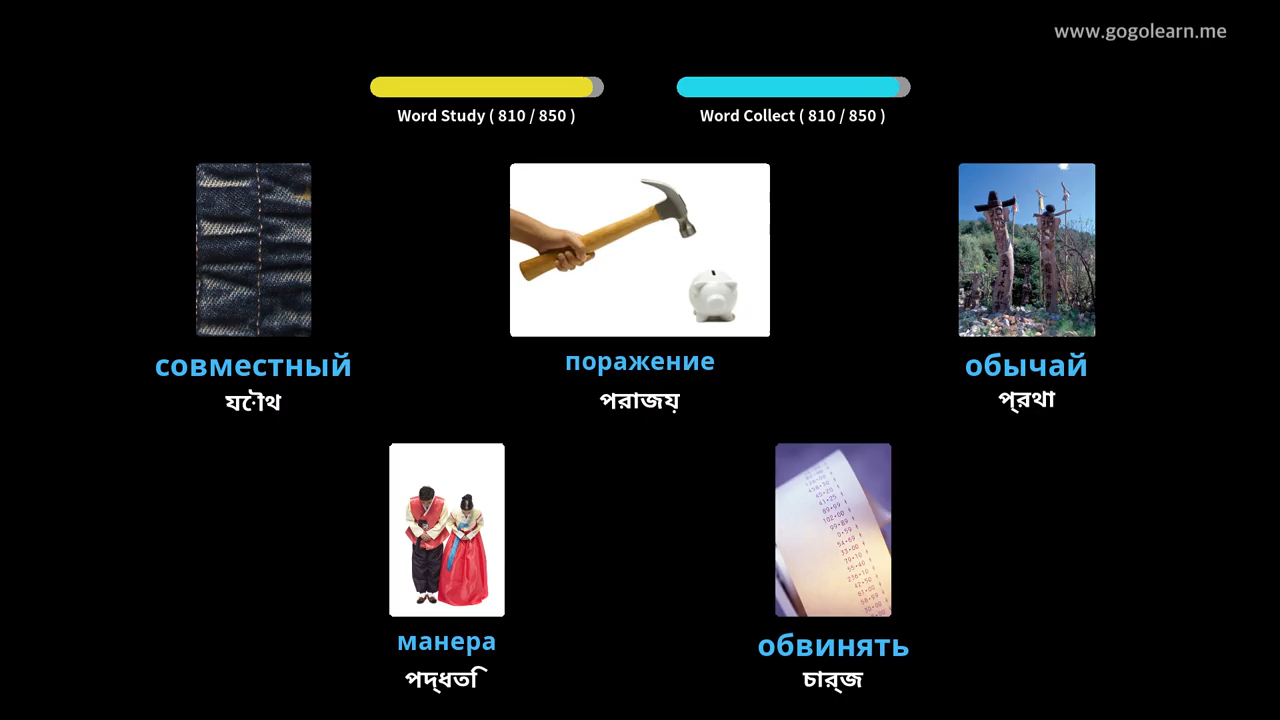 www.gogolearn.me
Word Study ( 810 / 850 )
Word Collect ( 810 / 850 )
совместный
যৌথ
поражение
পরাজয়
обычай
প্রথা
манера
পদ্ধতি
обвинять
চার্জ